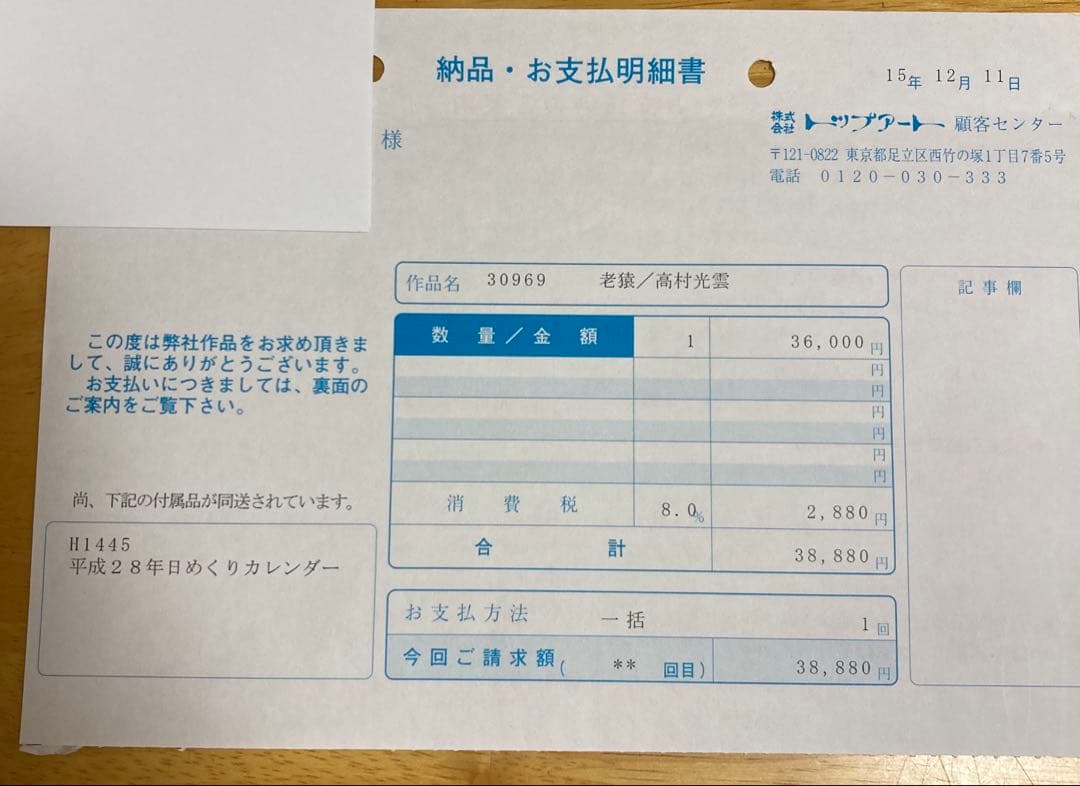 納品・お支払明細書
15年 12月 11日
様
株式会社 トップアート 顧客センター
〒121-0822 東京都足立区西竹の塚1丁目7番5号
電話 0120-030-333
作品名 30969 老猿／高村光雲
記事欄
数量／金額 1 36,000円
円
円
円
円
円
円
消費税 8.0% 2,880円
合計 38,880円
お支払方法 一括 1回
今回ご請求額( ** 回目) 38,880円
この度は弊社作品をお求め頂きま
して、誠にありがとうございます。
お支払いにつきましては、裏面の
ご案内をご覧下さい。
尚、下記の付属品が同送されています。
H1445
平成28年日めくりカレンダー